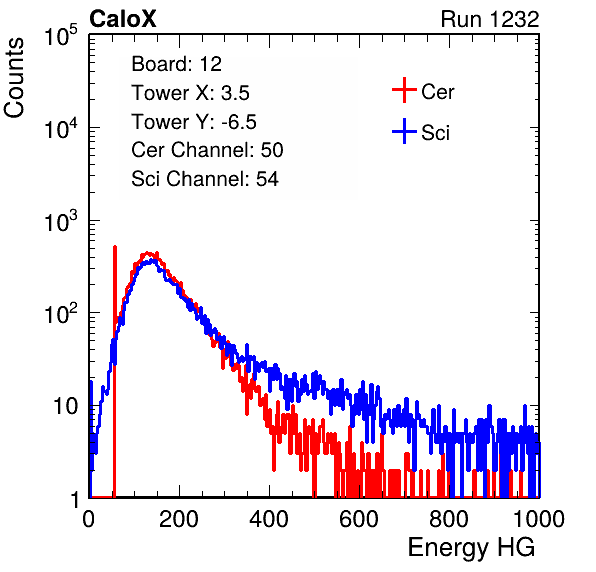 CaloX Run 1232
Counts
Board: 12
Tower X: 3.5
Tower Y: -6.5
Cer Channel: 50
Sci Channel: 54
Cer
Sci
10^5
10^4
10^3
10^2
10
1
0 200 400 600 800 1000
Energy HG